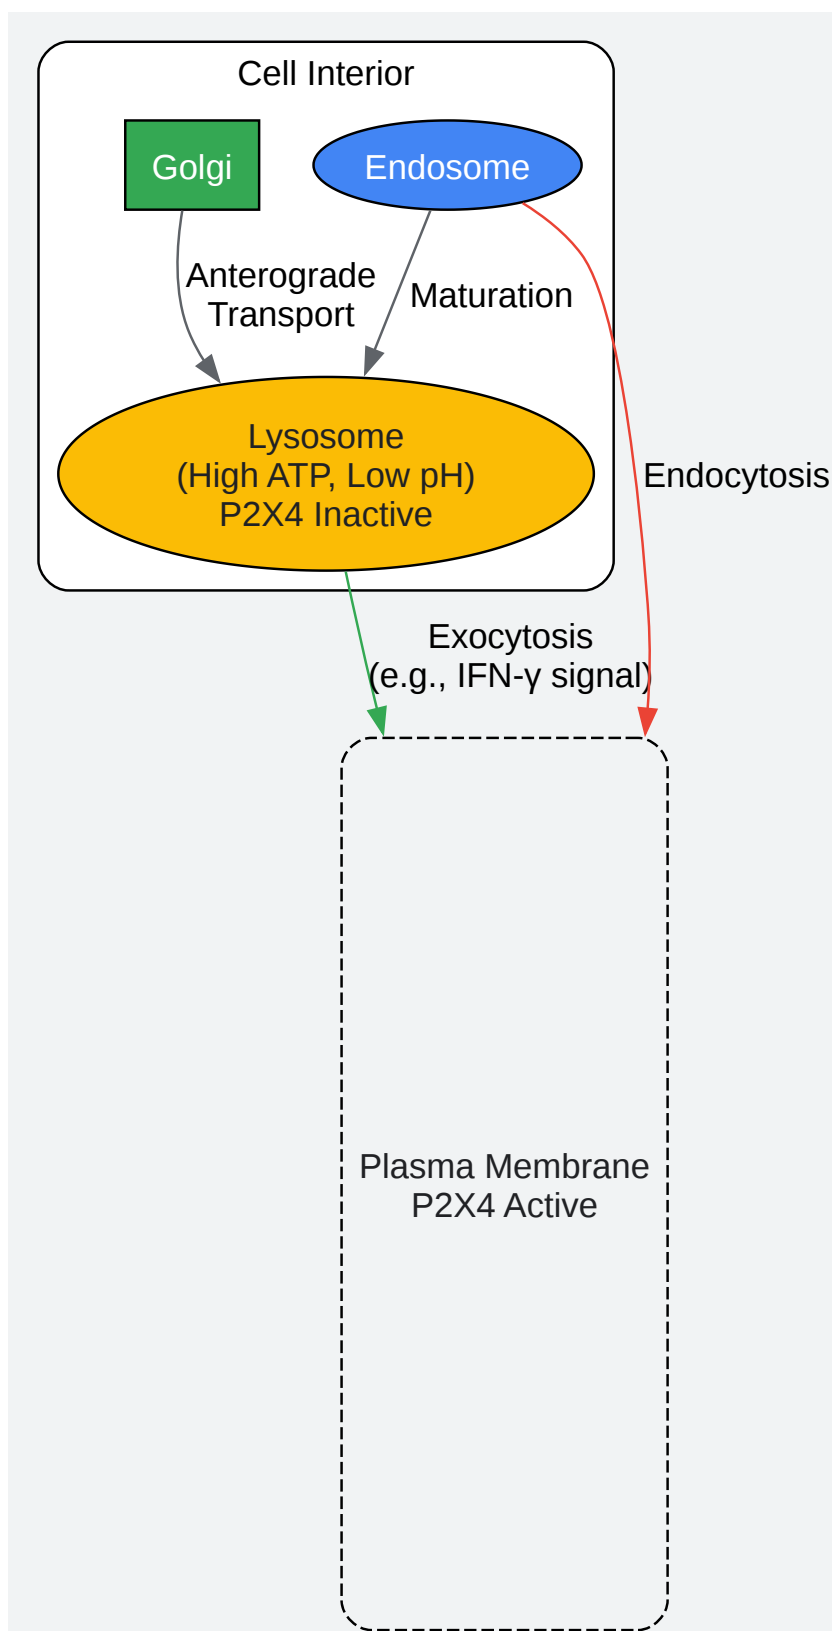 Cell Interior
Golgi
Endosome
Anterograde
Transport
Maturation
Lysosome
(High ATP, Low pH)
P2X4 Inactive
Endocytosis
Exocytosis
(e.g., IFN-γ signal)
Plasma Membrane
P2X4 Active